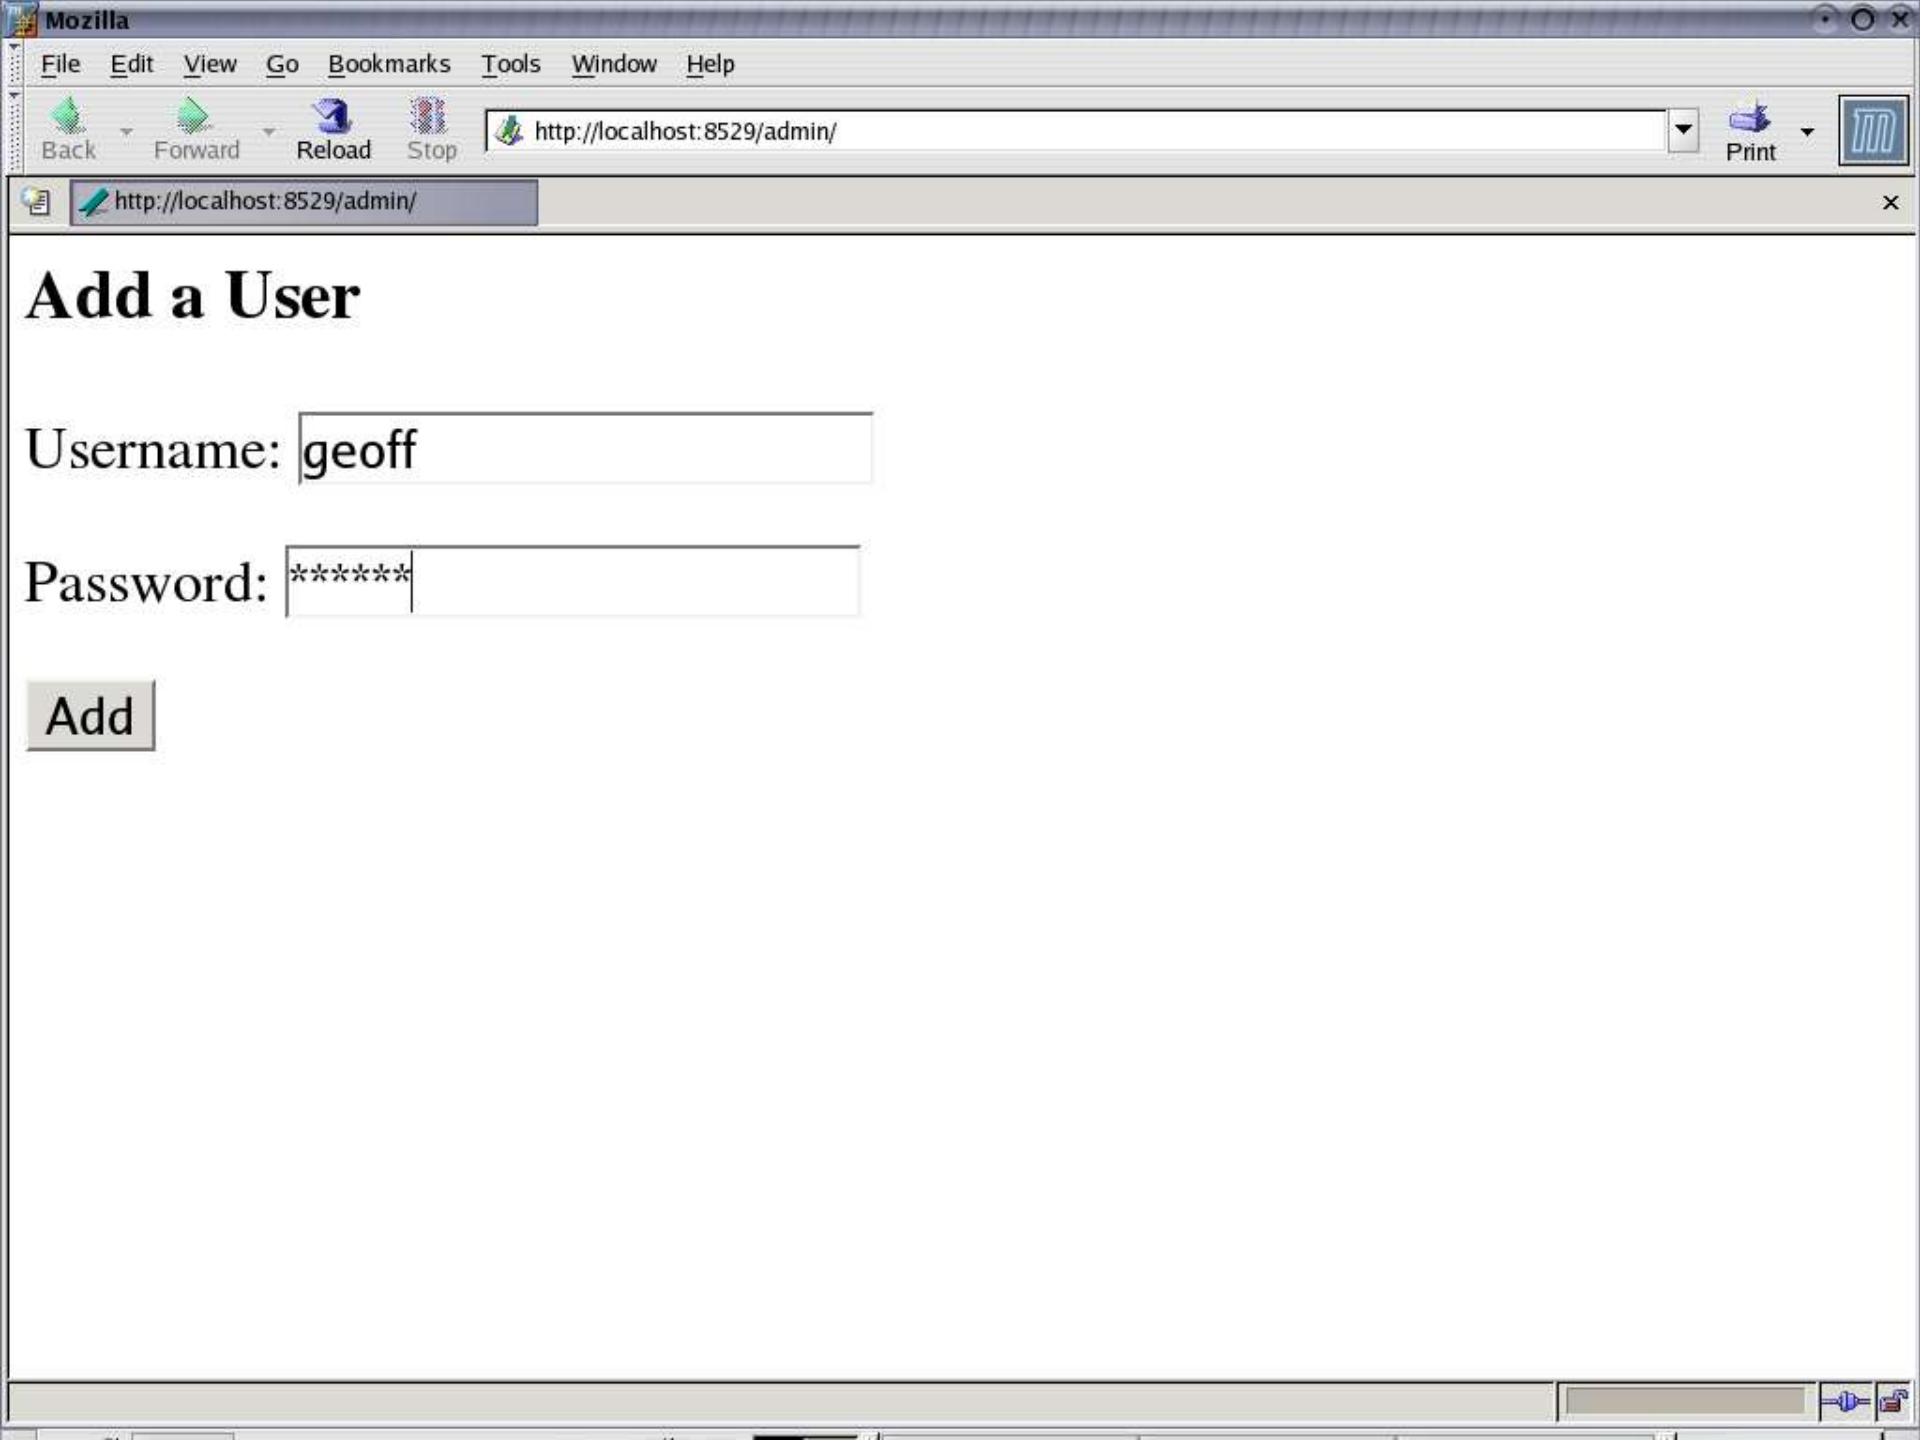 Mozilla
File Edit View Go Bookmarks Tools Window Help
Back Forward Reload Stop http://localhost:8529/admin/ Print
http://localhost:8529/admin/
Add a User
Username: geoff
Password: ******
Add